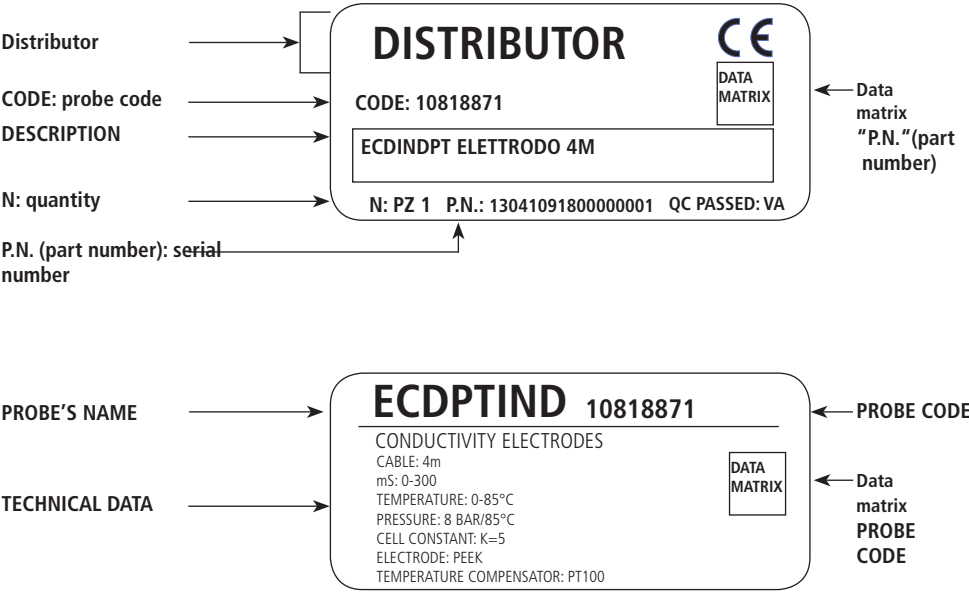 Distributor
DISTRIBUTOR
CE
DATA
MATRIX
Data
matrix
"P.N."(part
number)
CODE: probe code
CODE: 10818871
DESCRIPTION
ECDINDPT ELETTRODO 4M
N: quantity
N: PZ 1 P.N.: 13041091800000001 QC PASSED: VA
P.N. (part number): serial
number
PROBE'S NAME
ECDPTIND 10818871
PROBE CODE
CONDUCTIVITY ELECTRODES
CABLE: 4m
mS: 0-300
TEMPERATURE: 0-85°C
PRESSURE: 8 BAR/85°C
CELL CONSTANT: K=5
ELECTRODE: PEEK
TEMPERATURE COMPENSATOR: PT100
TECHNICAL DATA
DATA
MATRIX
Data
matrix
PROBE
CODE